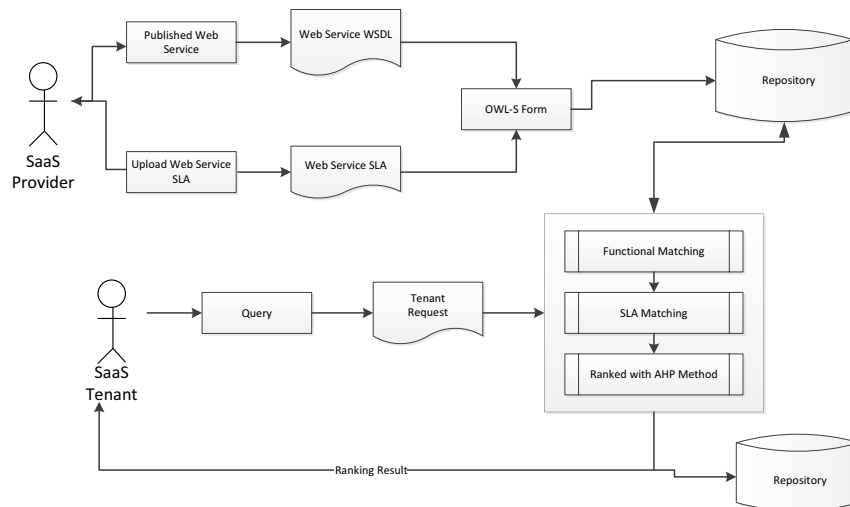 Published Web
Service
Web Service WSDL
Repository
OWL-S Form
SaaS
Provider
Upload Web Service
SLA
Web Service SLA
Functional Matching
SLA Matching
Ranked with AHP Method
Query
Tenant
Request
SaaS
Tenant
Ranking Result
Repository